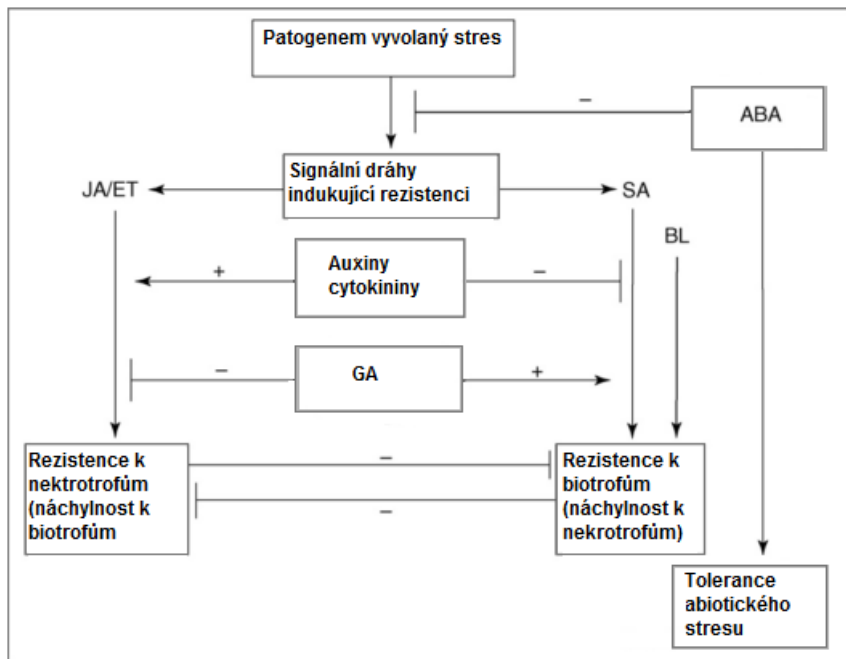 Patogenem vyvolaný stres
–
ABA
Signální dráhy
indukující rezistenci
JA/ET
SA
BL
Auxiny
cytokininy
+
–
GA
–
+
Rezistence k
nektrotrofům
(náchylnost k
biotrofům
–
–
Rezistence k
biotrofům
(náchylnost k
nekrotrofům)
Tolerance
abiotického
stresu